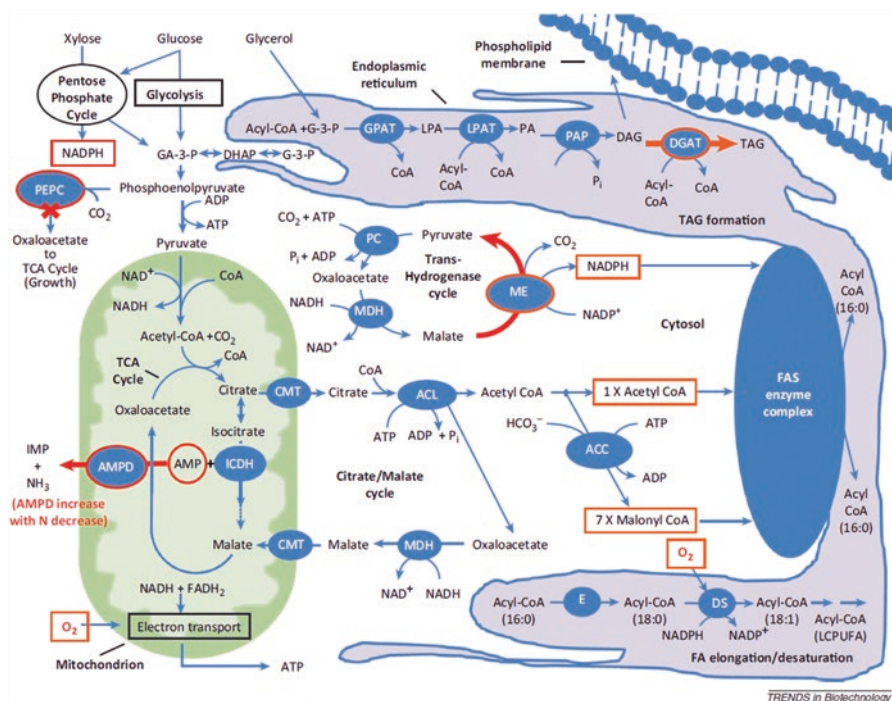 Xylose
Glucose
Glycerol
Pentose
Phosphate
Cycle
Glycolysis
NADPH
GA-3-P
DHAP
G-3-P
PEPC
CO2
Phosphoenolpyruvate
ADP
ATP
Oxaloacetate
to
TCA Cycle
(Growth)
Pyruvate
Endoplasmic
reticulum
Phospholipid
membrane
Acyl-CoA +G-3-P
GPAT
LPA
LPAT
PA
PAP
DAG
DGAT
TAG
CoA
Acyl-
CoA
CoA
Pi
Acyl-
CoA
CoA
TAG formation
CO2 + ATP
PC
Pyruvate
CO2
Pi + ADP
Trans-
Hydrogenase
cycle
NADPH
Oxaloacetate
ME
NADH
MDH
NADP+
NAD+
Malate
Cytosol
Acyl
CoA
(16:0)
FAS
enzyme
complex
Acyl
CoA
(16:0)
NAD+
CoA
NADH
Acetyl-CoA +CO2
CoA
TCA
Cycle
Citrate
CMT
Citrate
CoA
ACL
Acetyl CoA
1 X Acetyl CoA
Oxaloacetate
ATP
ADP + Pi
HCO3−
ATP
ACC
ADP
Isocitrate
IMP
+
NH3
AMPD
AMP
+
ICDH
(AMPD increase
with N decrease)
Citrate/Malate
cycle
7 X Malonyl CoA
Malate
CMT
Malate
MDH
Oxaloacetate
NAD+
NADH
O2
NADH + FADH2
O2
Electron transport
Mitochondrion
ATP
Acyl-CoA
(16:0)
E
Acyl-CoA
(18:0)
DS
Acyl-CoA
(18:1)
Acyl-CoA
(LCPUFA)
NADPH
NADP+
FA elongation/desaturation
TRENDS in Biotechnology